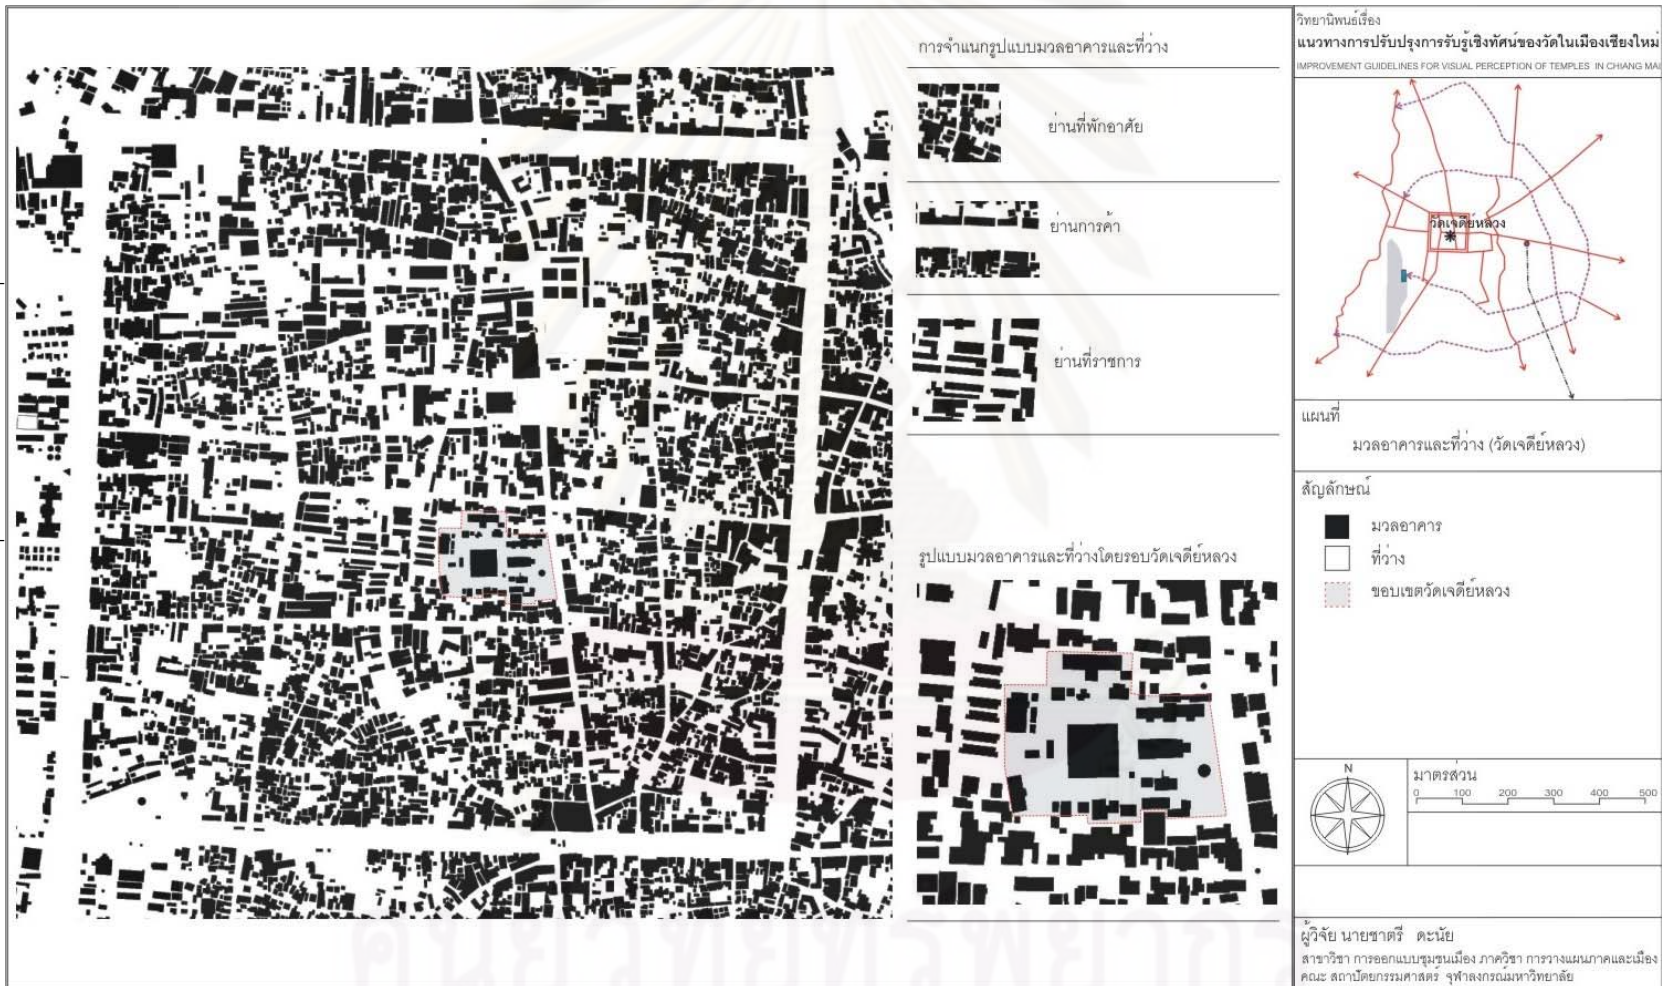 การจำแนกรูปแบบมวลอาคารและที่ว่าง
ย่านที่พักอาศัย
ย่านการค้า
ย่านที่ราชการ
รูปแบบมวลอาคารและที่ว่างโดยรอบวัดเจดีย์หลวง
วิทยานิพนธ์เรื่อง
แนวทางการปรับปรุงการรับรู้เชิงทัศน์ของวัดในเมืองเชียงใหม่
IMPROVEMENT GUIDELINES FOR VISUAL PERCEPTION OF TEMPLES IN CHIANG MAI
วัดเจดีย์หลวง
แผนที่
มวลอาคารและที่ว่าง (วัดเจดีย์หลวง)
สัญลักษณ์
มวลอาคาร
ที่ว่าง
ขอบเขตวัดเจดีย์หลวง
N
มาตรส่วน
0 100 200 300 400 500
ผู้วิจัย นายชาตรี ดะนัย
สาขาวิชา การออกแบบชุมชนเมือง ภาควิชา การวางแผนภาคและเมือง
คณะ สถาปัตยกรรมศาสตร์ จุฬาลงกรณ์มหาวิทยาลัย
ศูนย์วิทยทรัพยากร